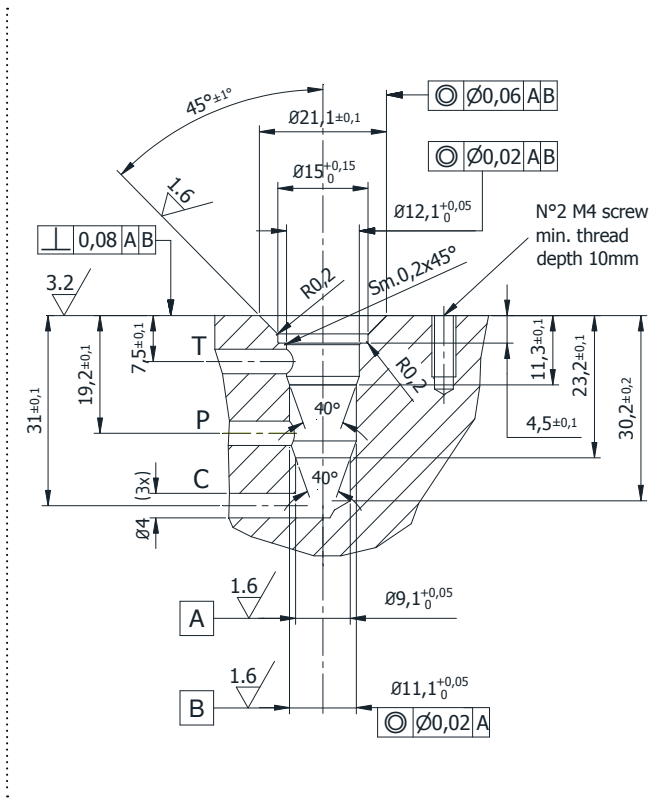 45°±1°
Ø21,1±0,1
◎ Ø0,06 A B
Ø15 +0,15 0
◎ Ø0,02 A B
1.6
Ø12,1 +0,05 0
N°2 M4 screw
min. thread
depth 10mm
⊥ 0,08 A B
3.2
R0,2
Sm.0,2x45°
T
7,5±0,1
19,2±0,1
31±0,1
R0,2
11,3±0,1
23,2±0,1
30,2±0,2
4,5±0,1
P
40°
C
40°
Ø4 (3x)
1.6
A
Ø9,1 +0,05 0
1.6
B
Ø11,1 +0,05 0
◎ Ø0,02 A